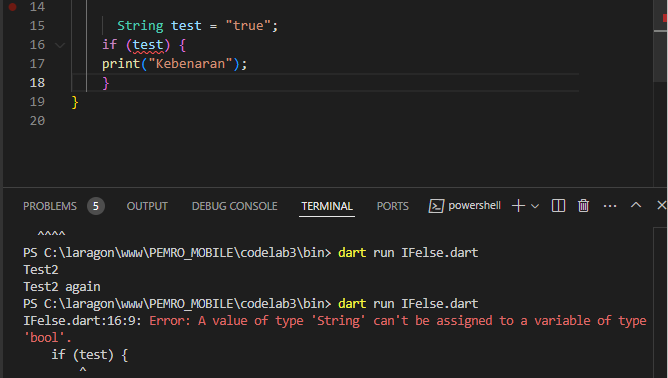 14
15 String test = "true";
16 if (test) {
17 print("Kebenaran");
18 }
19 }
20
PROBLEMS 5 OUTPUT DEBUG CONSOLE TERMINAL PORTS powershell
^^^^
PS C:\laragon\www\PEMRO_MOBILE\codelab3\bin> dart run IFelse.dart
Test2
Test2 again
PS C:\laragon\www\PEMRO_MOBILE\codelab3\bin> dart run IFelse.dart
IFelse.dart:16:9: Error: A value of type 'String' can't be assigned to a variable of type
'bool'.
if (test) {
^